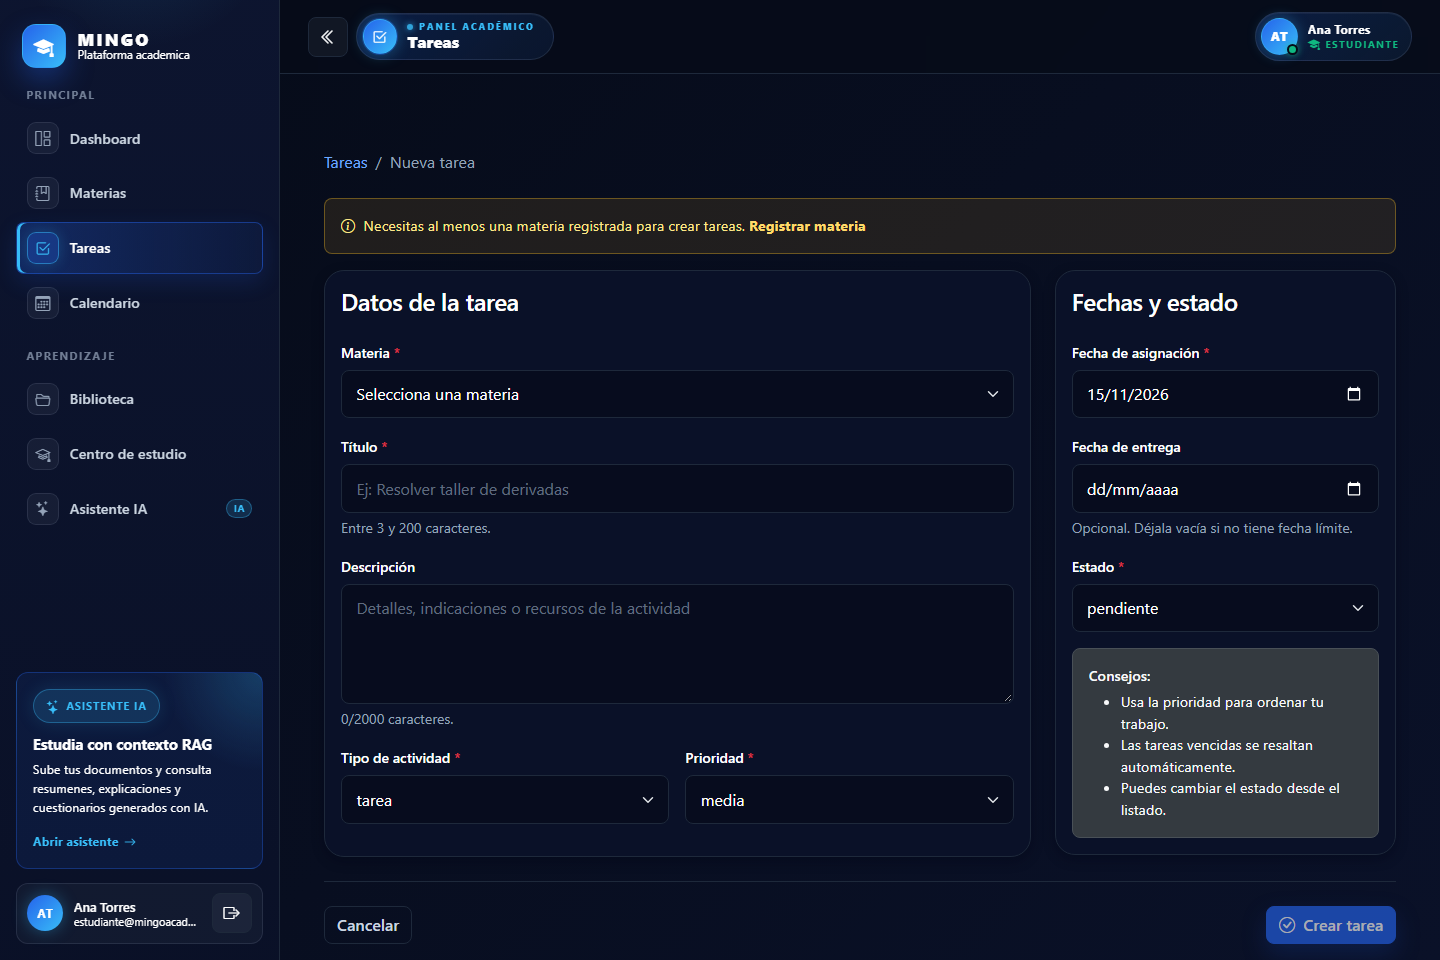 MINGO
Plataforma academica
PRINCIPAL
Dashboard
Materias
Tareas
Calendario
APRENDIZAJE
Biblioteca
Centro de estudio
Asistente IA
IA
ASISTENTE IA
Estudia con contexto RAG
Sube tus documentos y consulta
resumenes, explicaciones y
cuestionarios generados con IA.
Abrir asistente →
AT
Ana Torres
estudiante@mingoacad...
PANEL ACADÉMICO
Tareas
AT
Ana Torres
ESTUDIANTE
Tareas / Nueva tarea
Necesitas al menos una materia registrada para crear tareas. Registrar materia
Datos de la tarea
Materia *
Selecciona una materia
Título *
Ej: Resolver taller de derivadas
Entre 3 y 200 caracteres.
Descripción
Detalles, indicaciones o recursos de la actividad
0/2000 caracteres.
Tipo de actividad *
tarea
Prioridad *
media
Fechas y estado
Fecha de asignación *
15/11/2026
Fecha de entrega
dd/mm/aaaa
Opcional. Déjala vacía si no tiene fecha límite.
Estado *
pendiente
Consejos:
• Usa la prioridad para ordenar tu
trabajo.
• Las tareas vencidas se resaltan
automáticamente.
• Puedes cambiar el estado desde el
listado.
Cancelar
Crear tarea